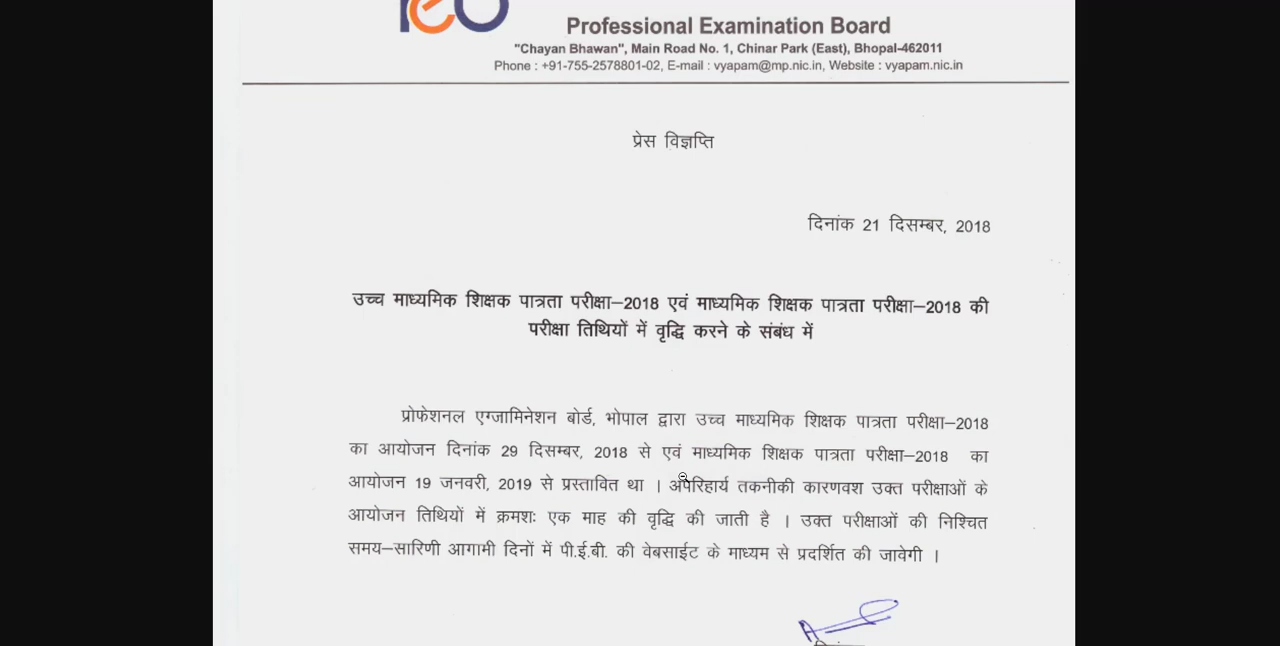 Professional Examination Board
"Chayan Bhawan", Main Road No. 1, Chinar Park (East), Bhopal-462011
Phone : +91-755-2578801-02, E-mail : vyapam@mp.nic.in, Website : vyapam.nic.in
प्रेस विज्ञप्ति
दिनांक 21 दिसम्बर, 2018
उच्च माध्यमिक शिक्षक पात्रता परीक्षा–2018 एवं माध्यमिक शिक्षक पात्रता परीक्षा–2018 की
परीक्षा तिथियों में वृद्धि करने के संबंध में
प्रोफेशनल एग्जामिनेशन बोर्ड, भोपाल द्वारा उच्च माध्यमिक शिक्षक पात्रता परीक्षा–2018
का आयोजन दिनांक 29 दिसम्बर, 2018 से एवं माध्यमिक शिक्षक पात्रता परीक्षा–2018 का
आयोजन 19 जनवरी, 2019 से प्रस्तावित था । अपरिहार्य तकनीकी कारणवश उक्त परीक्षाओं के
आयोजन तिथियों में क्रमशः एक माह की वृद्धि की जाती है । उक्त परीक्षाओं की निश्चित
समय–सारिणी आगामी दिनों में पी.ई.बी. की वेबसाईट के माध्यम से प्रदर्शित की जावेगी ।